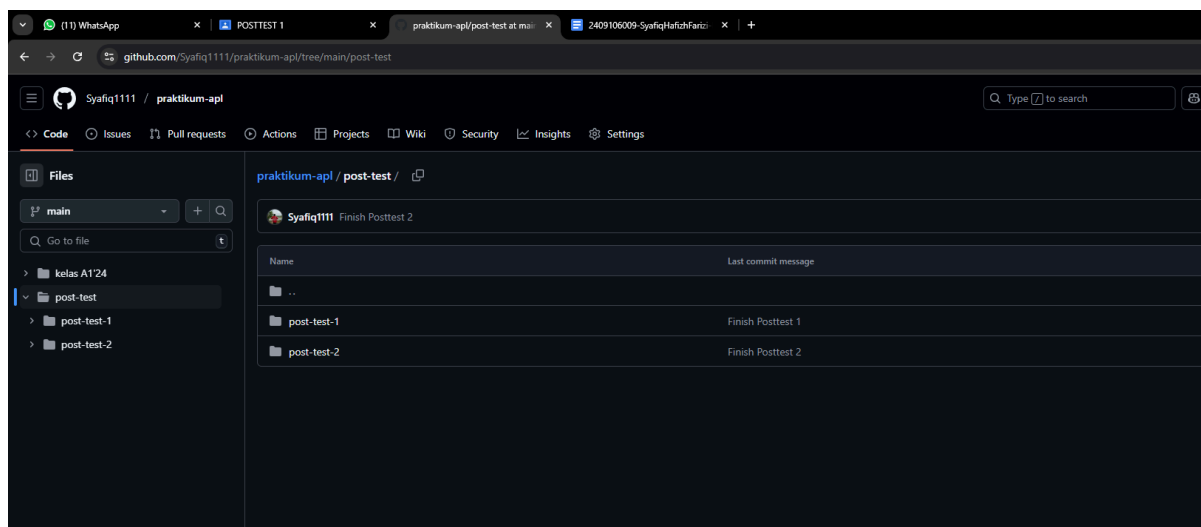 (11) WhatsApp
POSTTEST 1
praktikum-apl/post-test at main
2409106009-SyafiqHafizhFarizi
github.com/Syafiq1111/praktikum-apl/tree/main/post-test
Syafiq1111 / praktikum-apl
Type / to search
Code Issues Pull requests Actions Projects Wiki Security Insights Settings
Files
praktikum-apl / post-test /
main
Syafiq1111 Finish Posttest 2
Go to file t
Name Last commit message
kelas A1'24
..
post-test
post-test-1
post-test-2
post-test-1 Finish Posttest 1
post-test-2 Finish Posttest 2